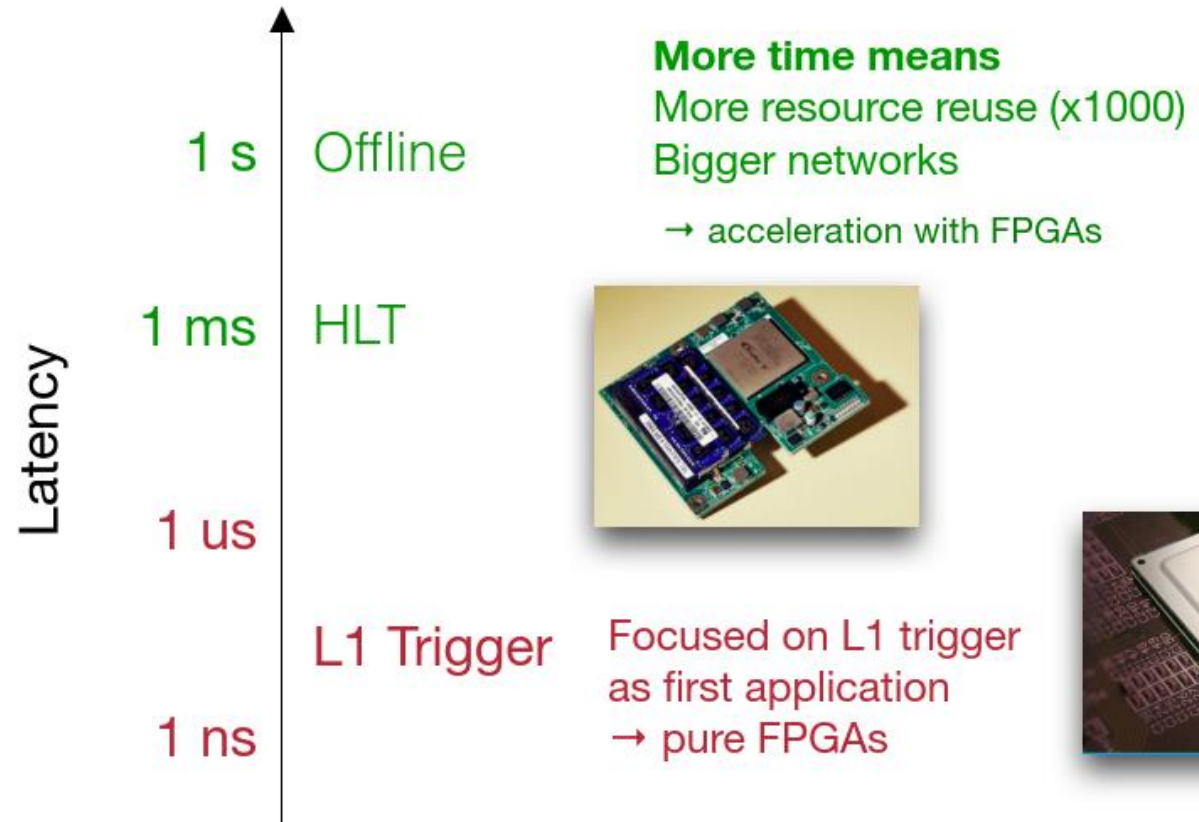 More time means
More resource reuse (x1000)
Bigger networks
→ acceleration with FPGAs
1 s Offline
1 ms HLT
Latency
1 us
L1 Trigger
1 ns
Focused on L1 trigger
as first application
→ pure FPGAs